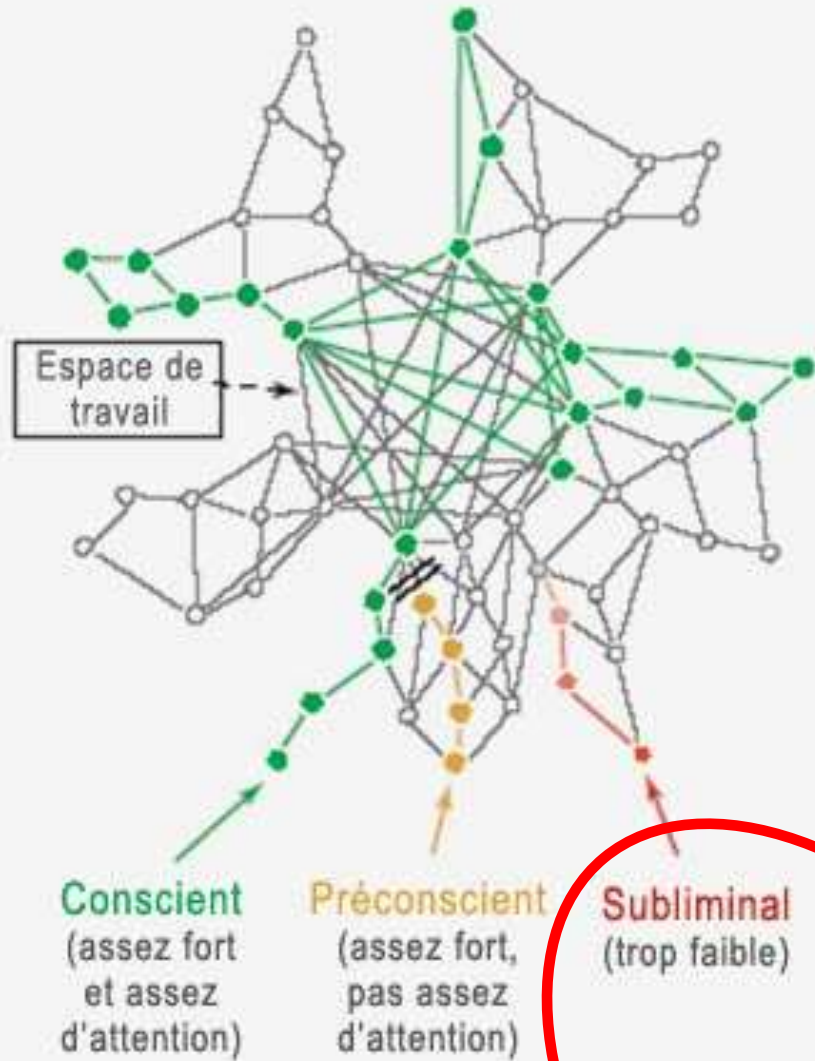 Espace de
travail
Conscient
(assez fort
et assez
d'attention)
Préconscient
(assez fort,
pas assez
d'attention)
Subliminal
(trop faible)